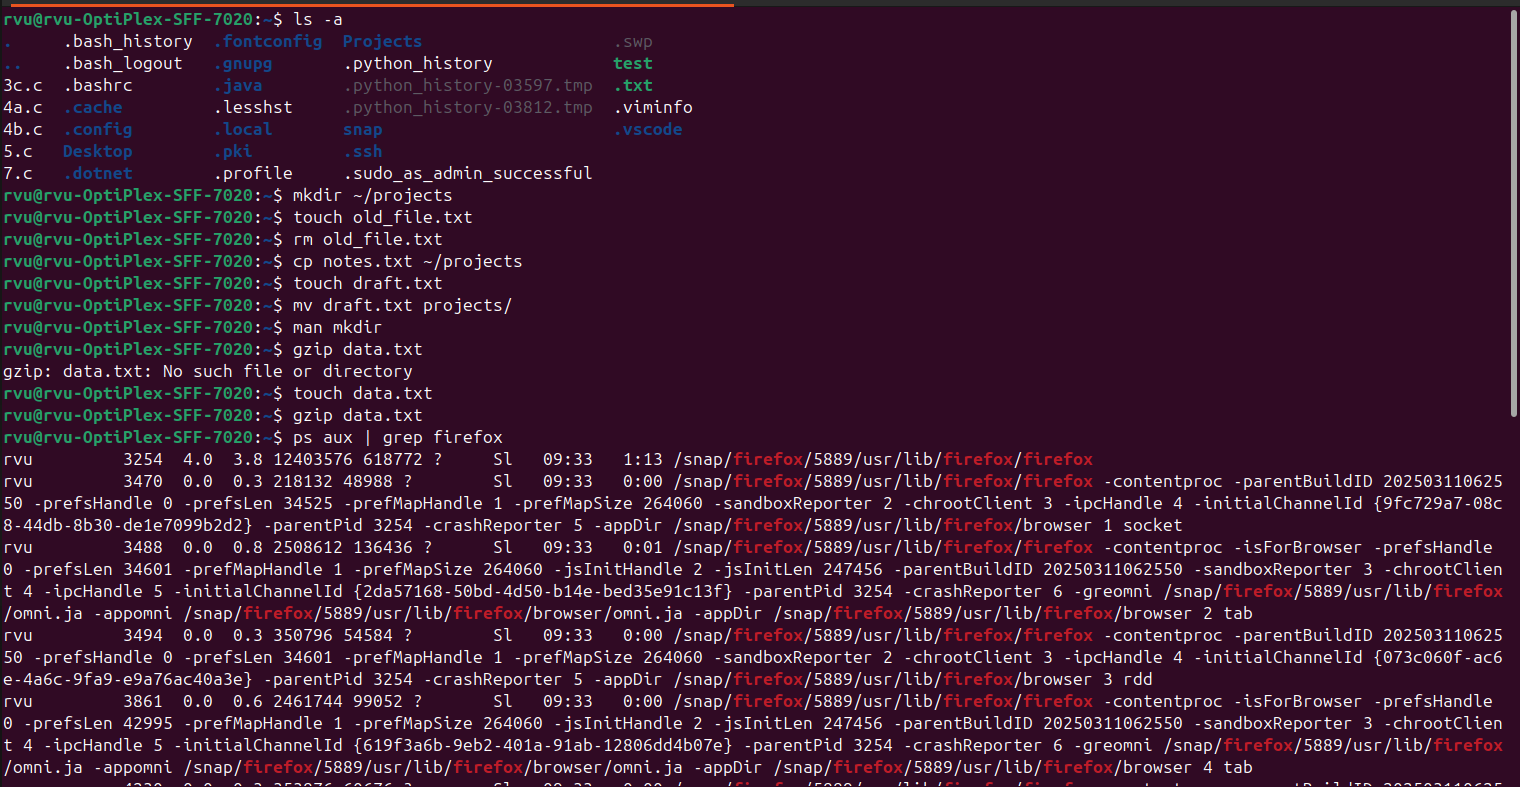 rvu@rvu-OptiPlex-SFF-7020:~$ ls -a
.     .bash_history  .fontconfig  Projects                   .swp
..    .bash_logout   .gnupg       .python_history            test
3c.c  .bashrc        .java        .python_history-03597.tmp  .txt
4a.c  .cache         .lesshst     .python_history-03812.tmp  .viminfo
4b.c  .config        .local       snap                       .vscode
5.c   Desktop        .pki         .ssh
7.c   .dotnet        .profile     .sudo_as_admin_successful
rvu@rvu-OptiPlex-SFF-7020:~$ mkdir ~/projects
rvu@rvu-OptiPlex-SFF-7020:~$ touch old_file.txt
rvu@rvu-OptiPlex-SFF-7020:~$ rm old_file.txt
rvu@rvu-OptiPlex-SFF-7020:~$ cp notes.txt ~/projects
rvu@rvu-OptiPlex-SFF-7020:~$ touch draft.txt
rvu@rvu-OptiPlex-SFF-7020:~$ mv draft.txt projects/
rvu@rvu-OptiPlex-SFF-7020:~$ man mkdir
rvu@rvu-OptiPlex-SFF-7020:~$ gzip data.txt
gzip: data.txt: No such file or directory
rvu@rvu-OptiPlex-SFF-7020:~$ touch data.txt
rvu@rvu-OptiPlex-SFF-7020:~$ gzip data.txt
rvu@rvu-OptiPlex-SFF-7020:~$ ps aux | grep firefox
rvu         3254  4.0  3.8 12403576 618772 ?     Sl   09:33   1:13 /snap/firefox/5889/usr/lib/firefox/firefox
rvu         3470  0.0  0.3 218132 48988 ?        Sl   09:33   0:00 /snap/firefox/5889/usr/lib/firefox/firefox -contentproc -parentBuildID 202503110625
50 -prefsHandle 0 -prefsLen 34525 -prefMapHandle 1 -prefMapSize 264060 -sandboxReporter 2 -chrootClient 3 -ipcHandle 4 -initialChannelId {9fc729a7-08c
8-44db-8b30-de1e7099b2d2} -parentPid 3254 -crashReporter 5 -appDir /snap/firefox/5889/usr/lib/firefox/browser 1 socket
rvu         3488  0.0  0.8 2508612 136436 ?      Sl   09:33   0:01 /snap/firefox/5889/usr/lib/firefox/firefox -contentproc -isForBrowser -prefsHandle
0 -prefsLen 34601 -prefMapHandle 1 -prefMapSize 264060 -jsInitHandle 2 -jsInitLen 247456 -parentBuildID 20250311062550 -sandboxReporter 3 -chrootClien
t 4 -ipcHandle 5 -initialChannelId {2da57168-50bd-4d50-b14e-bed35e91c13f} -parentPid 3254 -crashReporter 6 -greomni /snap/firefox/5889/usr/lib/firefox
/omni.ja -appomni /snap/firefox/5889/usr/lib/firefox/browser/omni.ja -appDir /snap/firefox/5889/usr/lib/firefox/browser 2 tab
rvu         3494  0.0  0.3 350796 54584 ?        Sl   09:33   0:00 /snap/firefox/5889/usr/lib/firefox/firefox -contentproc -parentBuildID 202503110625
50 -prefsHandle 0 -prefsLen 34601 -prefMapHandle 1 -prefMapSize 264060 -sandboxReporter 2 -chrootClient 3 -ipcHandle 4 -initialChannelId {073c060f-ac6
e-4a6c-9fa9-e9a76ac40a3e} -parentPid 3254 -crashReporter 5 -appDir /snap/firefox/5889/usr/lib/firefox/browser 3 rdd
rvu         3861  0.0  0.6 2461744 99052 ?       Sl   09:33   0:00 /snap/firefox/5889/usr/lib/firefox/firefox -contentproc -isForBrowser -prefsHandle
0 -prefsLen 42995 -prefMapHandle 1 -prefMapSize 264060 -jsInitHandle 2 -jsInitLen 247456 -parentBuildID 20250311062550 -sandboxReporter 3 -chrootClien
t 4 -ipcHandle 5 -initialChannelId {619f3a6b-9eb2-401a-91ab-12806dd4b07e} -parentPid 3254 -crashReporter 6 -greomni /snap/firefox/5889/usr/lib/firefox
/omni.ja -appomni /snap/firefox/5889/usr/lib/firefox/browser/omni.ja -appDir /snap/firefox/5889/usr/lib/firefox/browser 4 tab